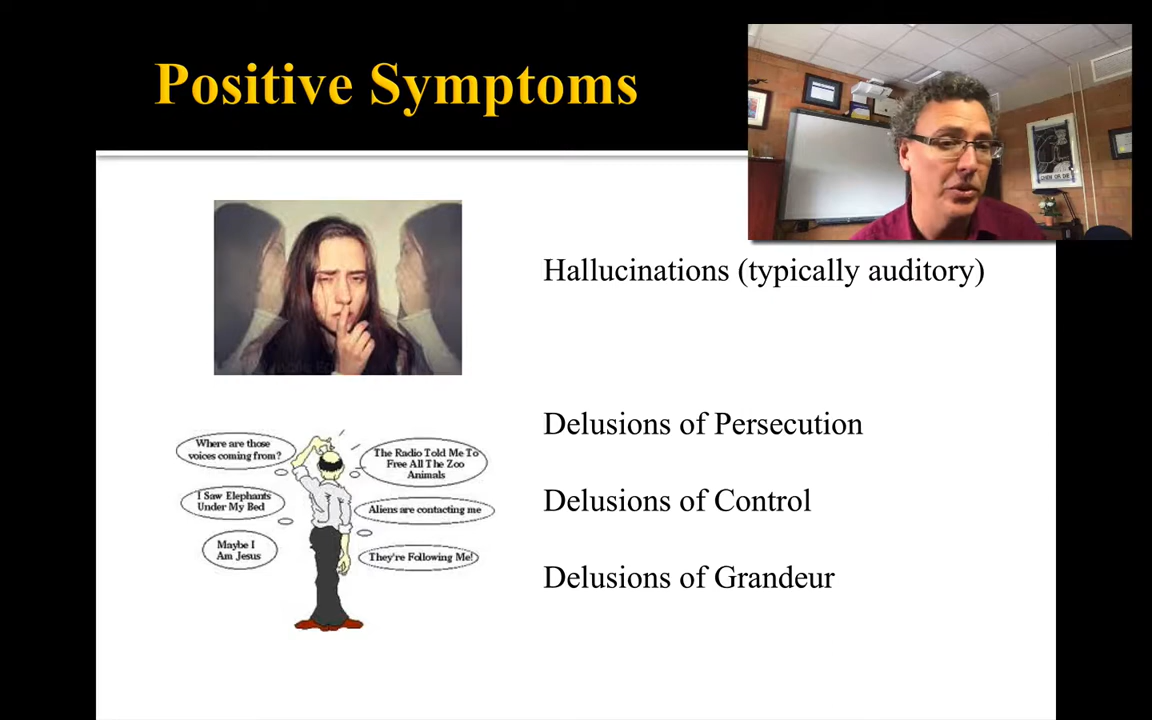 Positive Symptoms
Hallucinations (typically auditory)
Where are those
voices coming from?
The Radio Told Me To
Free All The Zoo
Animals
I Saw Elephants
Under My Bed
Aliens are contacting me
Maybe I
Am Jesus
They're Following Me!
Delusions of Persecution
Delusions of Control
Delusions of Grandeur